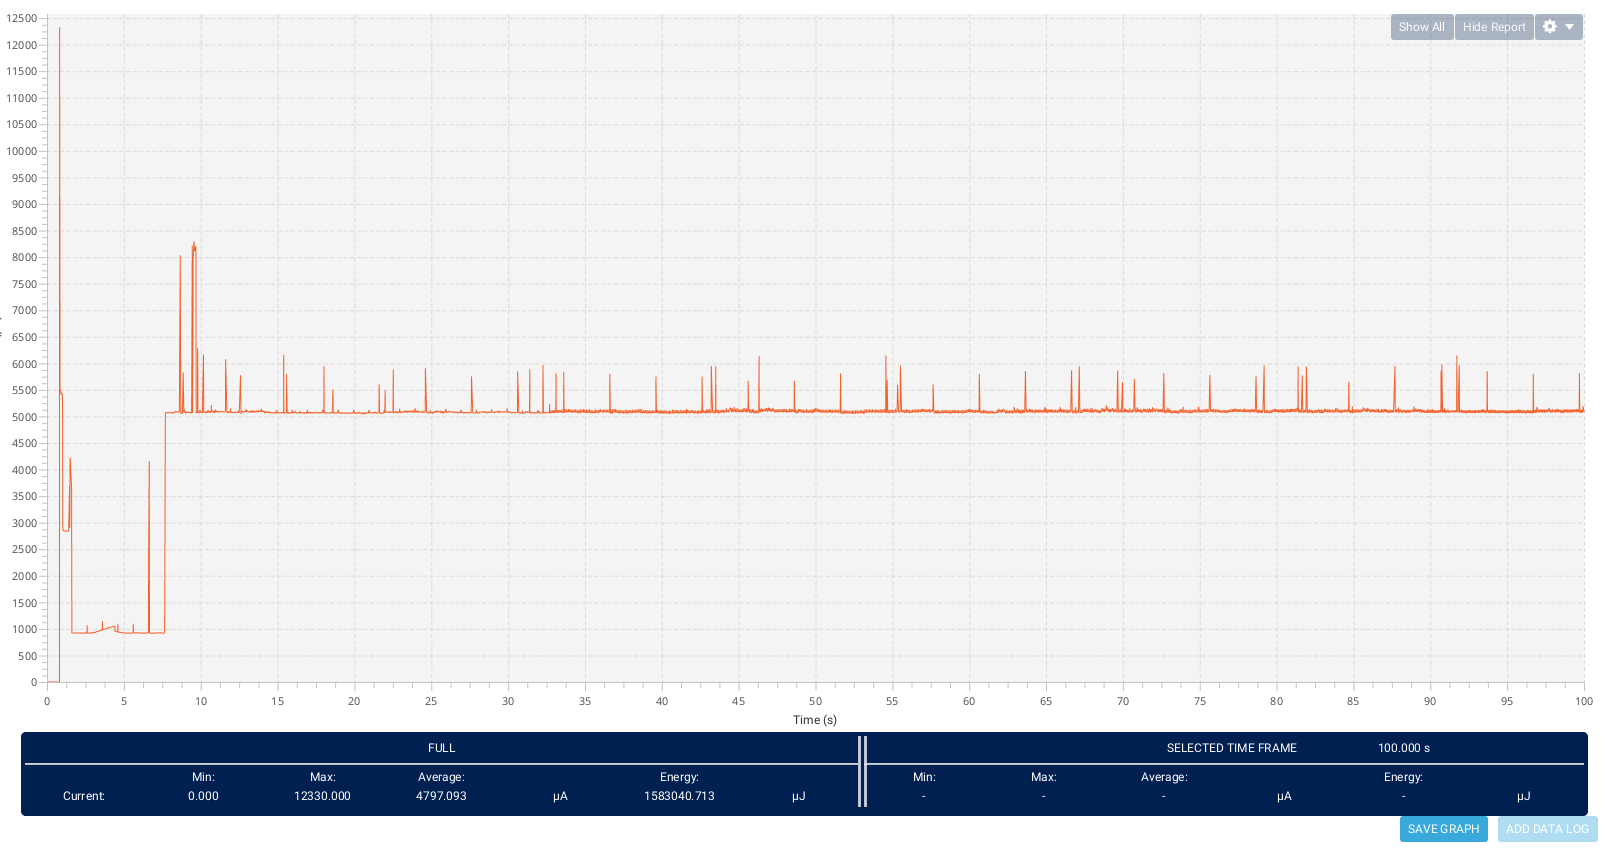 12500
Show All Hide Report
12000
11500
11000
10500
10000
9500
9000
8500
8000
7500
7000
6500
6000
5500
5000
4500
4000
3500
3000
2500
2000
1500
1000
500
0
0 5 10 15 20 25 30 35 40 45 50 55 60 65 70 75 80 85 90 95 100
Time (s)
FULL
SELECTED TIME FRAME 100.000 s
Min: Max: Average: Energy:
Min: Max: Average: Energy:
Current: 0.000 12330.000 4797.093 µA 1583040.713 µJ
- - - µA - µJ
SAVE GRAPH ADD DATA LOG